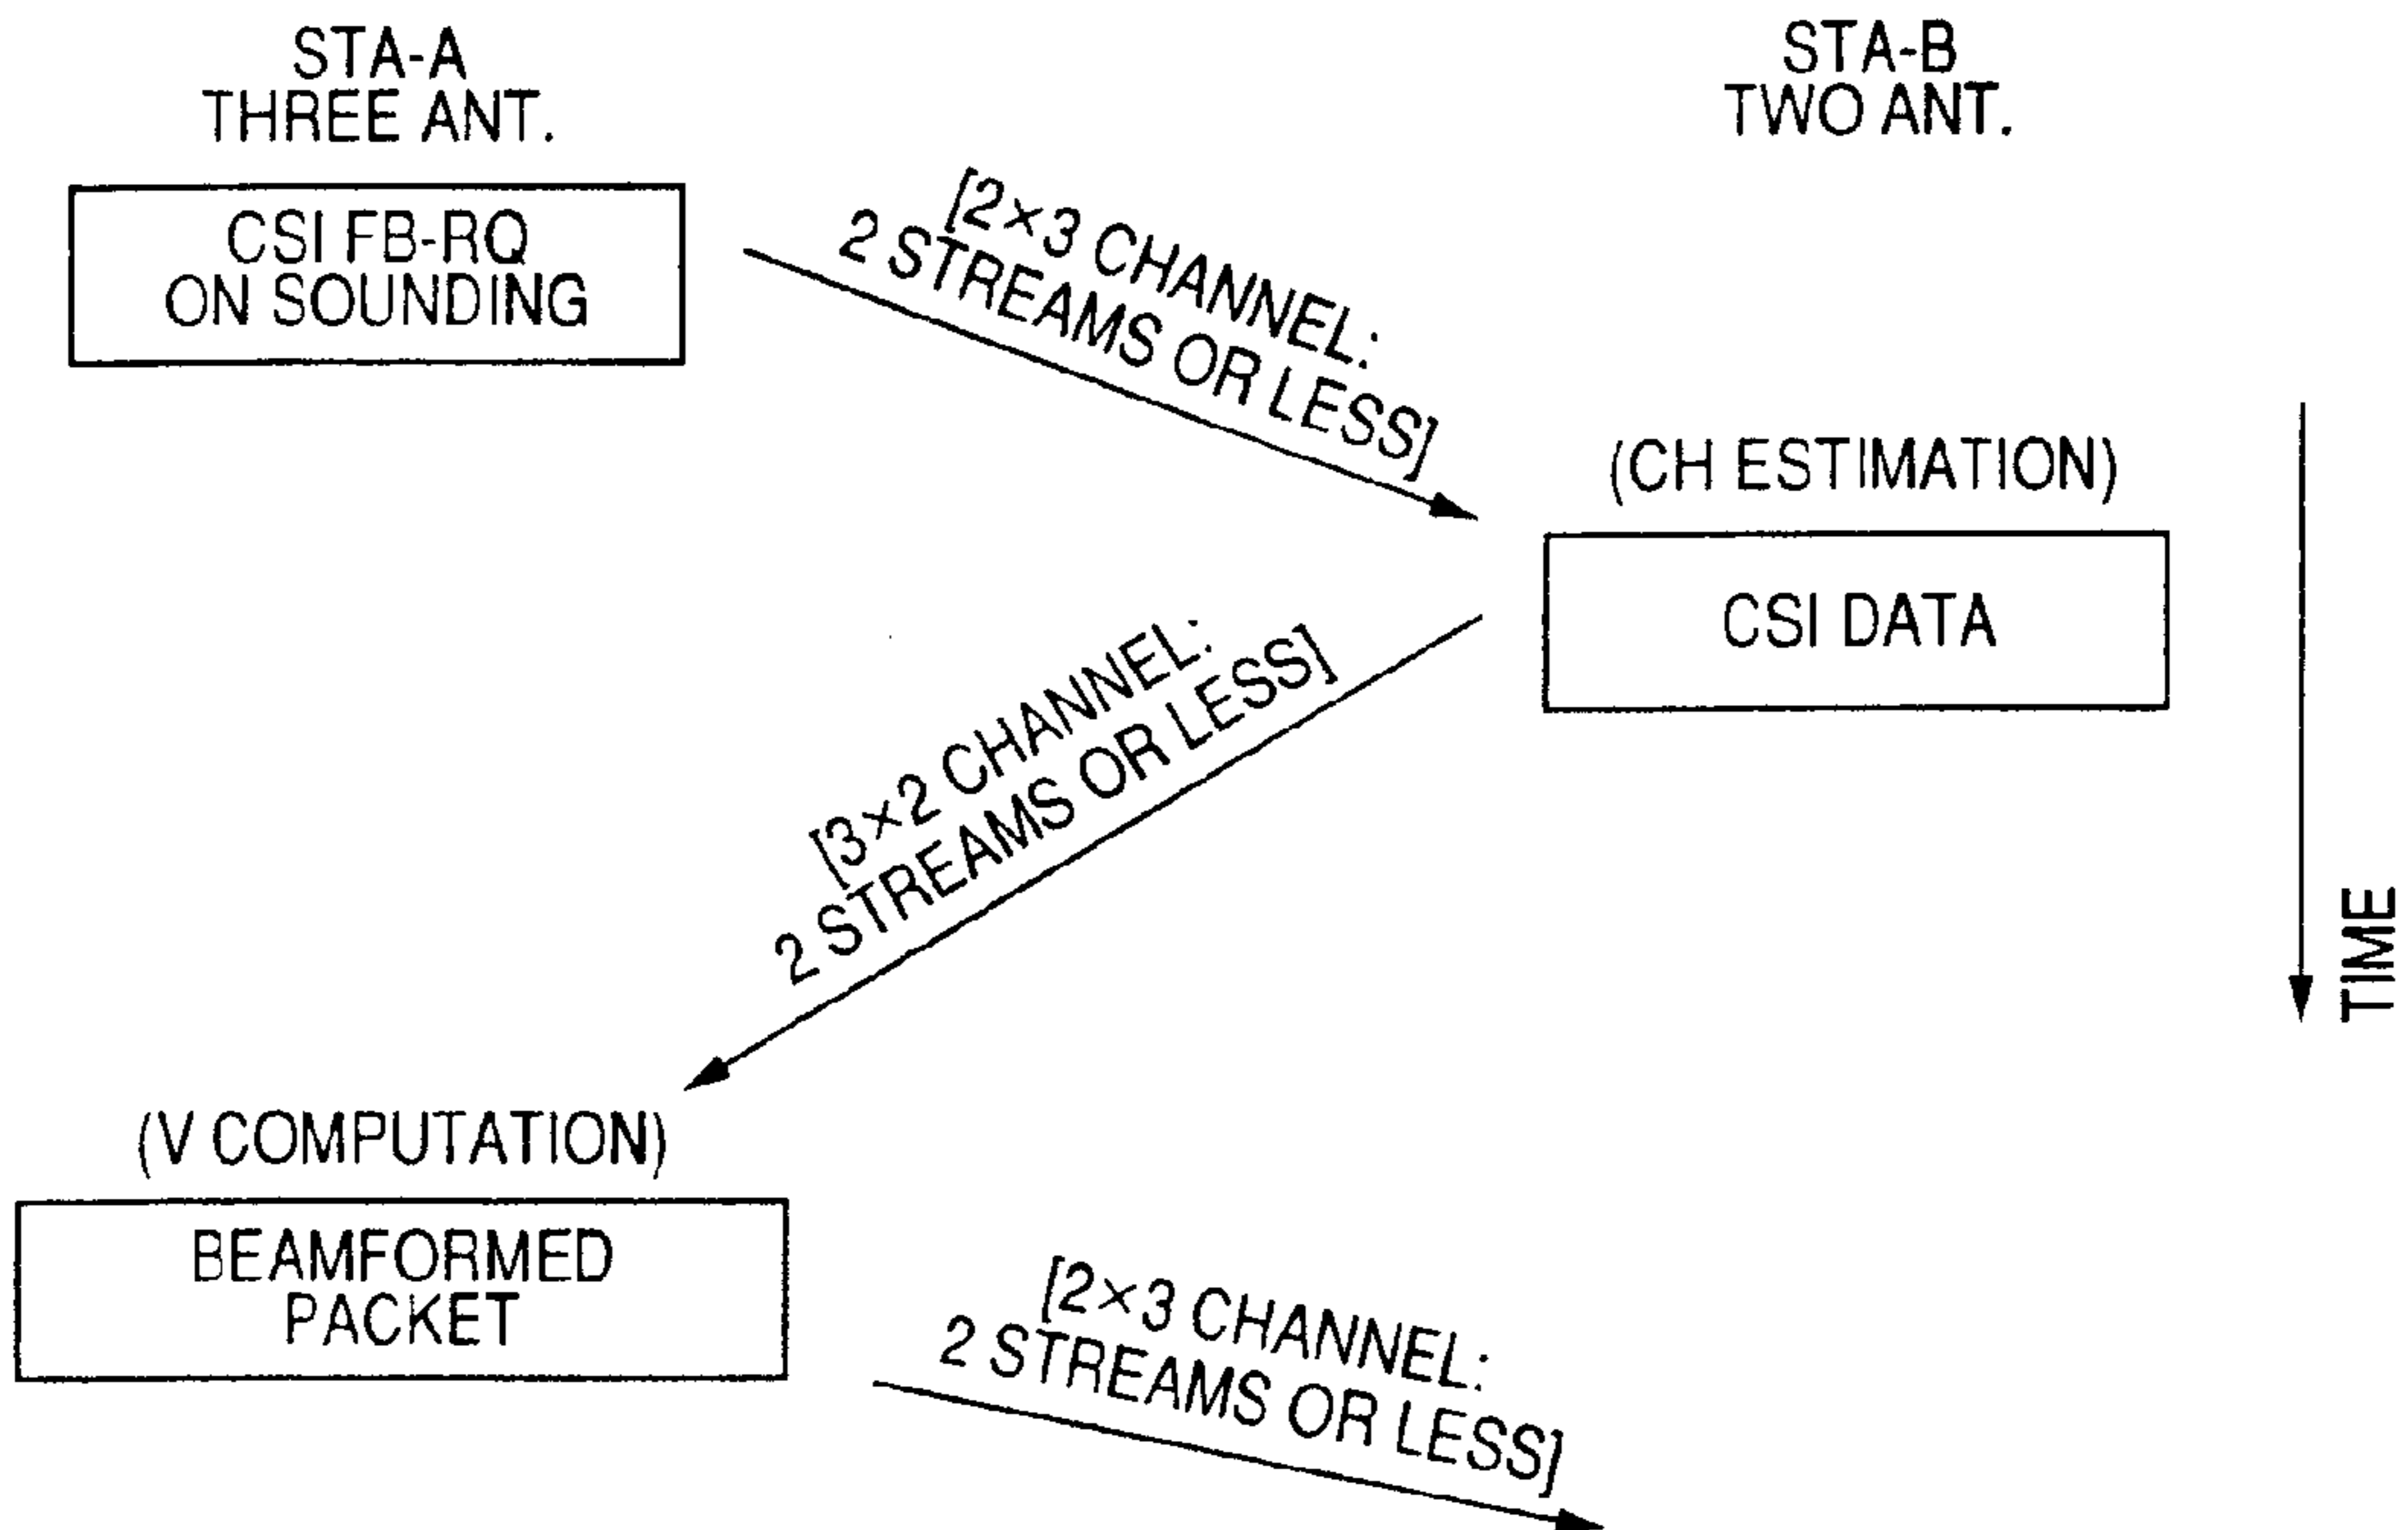 STA-A
THREE ANT.
STA-B
TWO ANT.
CSI FB-RQ
ON SOUNDING
[2×3 CHANNEL:
2 STREAMS OR LESS]
(CH ESTIMATION)
CSI DATA
[3×2 CHANNEL:
2 STREAMS OR LESS]
TIME
(V COMPUTATION)
BEAMFORMED
PACKET
[2×3 CHANNEL:
2 STREAMS OR LESS]